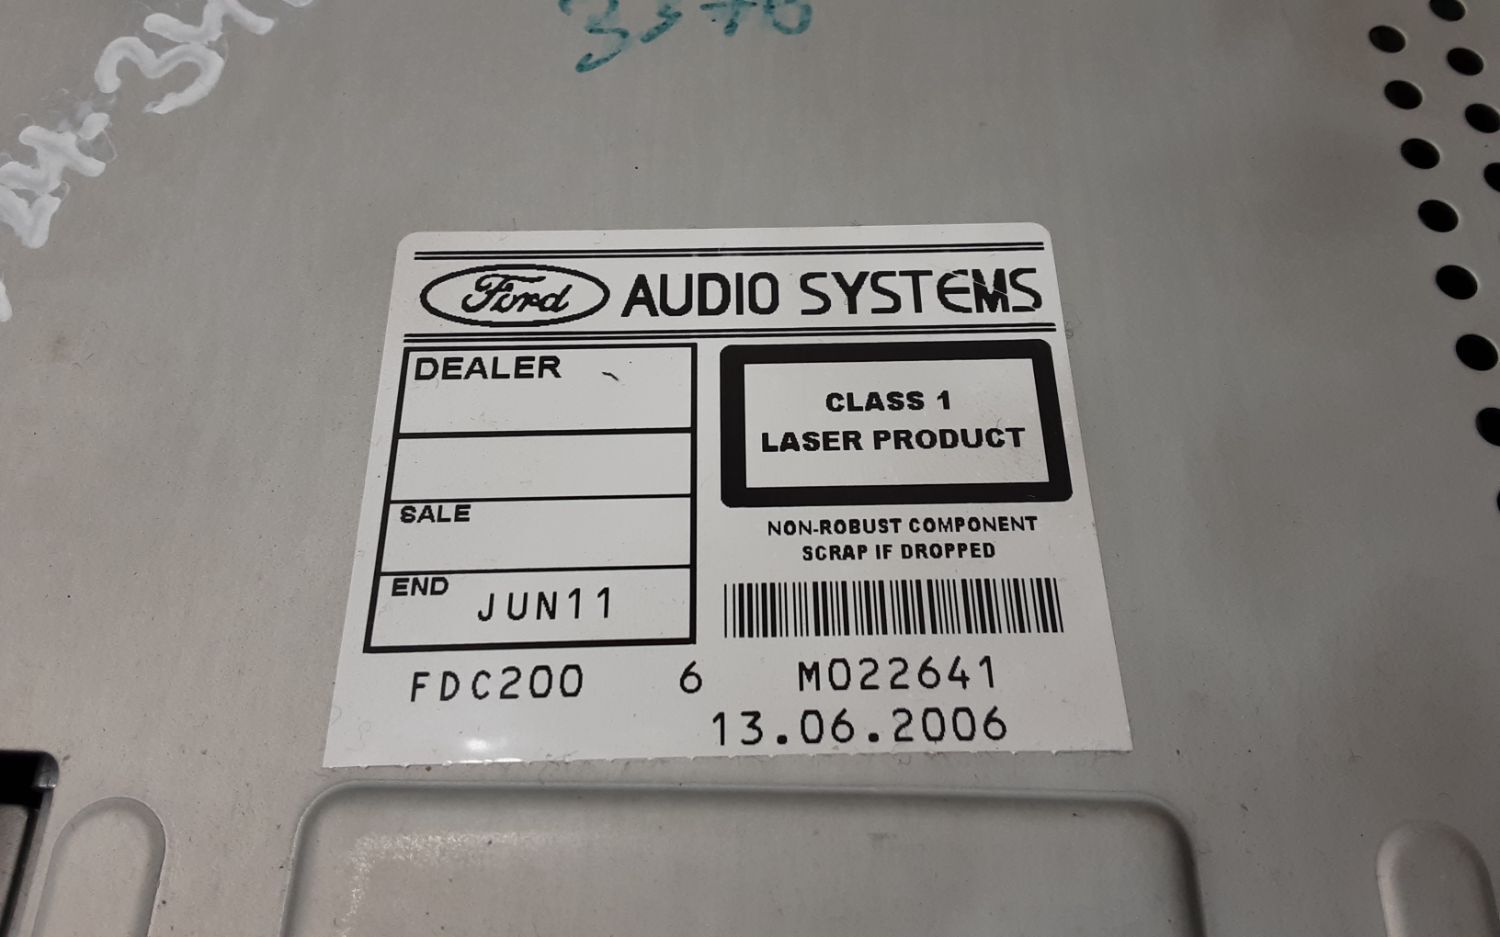 3376
Ford AUDIO SYSTEMS
DEALER
SALE
END JUN11
CLASS 1
LASER PRODUCT
NON-ROBUST COMPONENT
SCRAP IF DROPPED
FDC200 6 M022641
13.06.2006